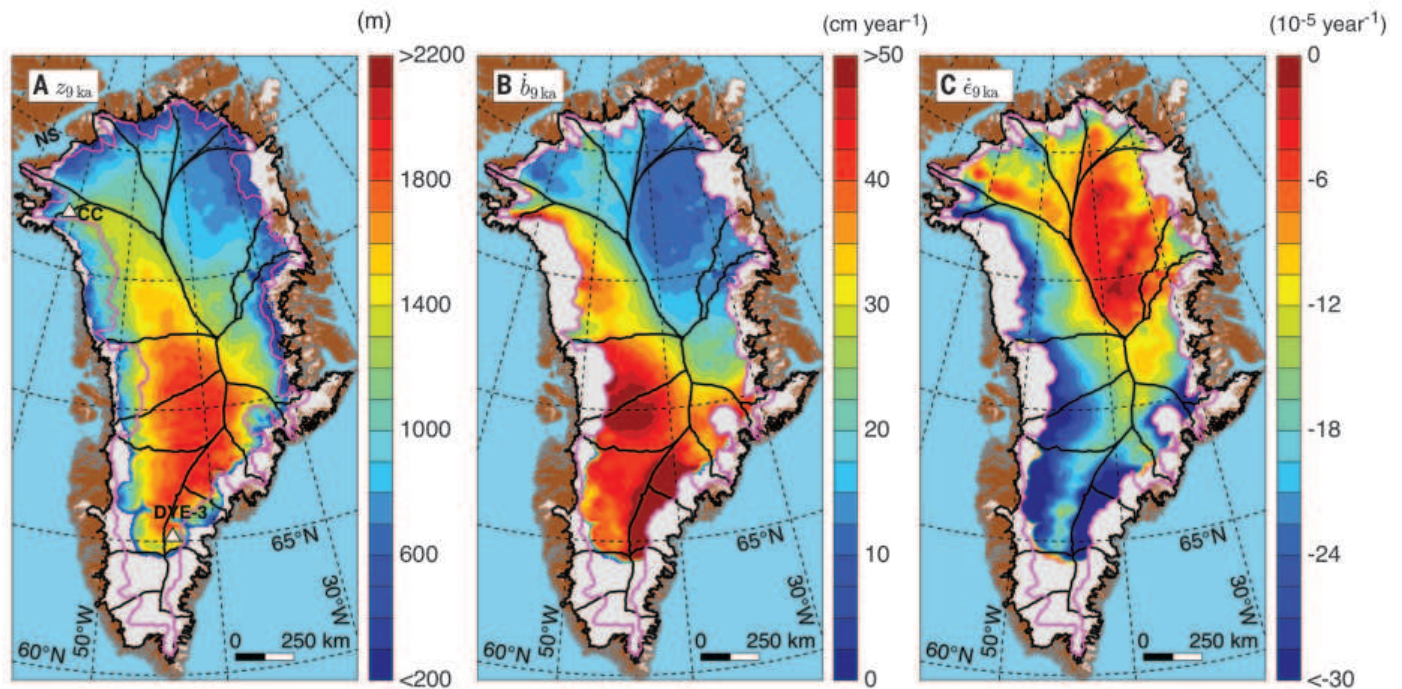 (m)
(cm year-1)
(10-5 year-1)
A z9 ka
>2200
1800
1400
1000
600
<200
NS
CC
DYE-3
65°N
30°W
50°W
60°N
0 250 km
B ḃ9 ka
>50
40
30
20
10
0
65°N
30°W
50°W
60°N
0 250 km
C ϵ̇9 ka
0
-6
-12
-18
-24
<-30
65°N
30°W
50°W
60°N
0 250 km